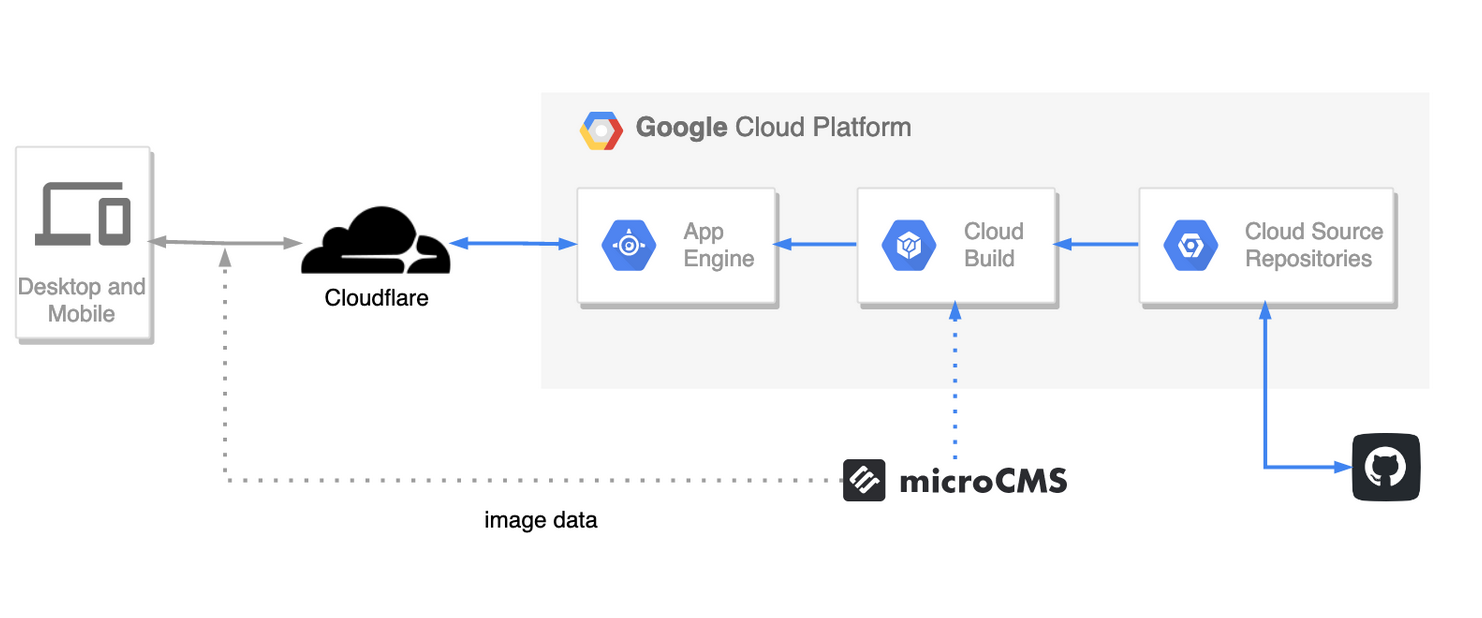 Google Cloud Platform
App
Engine
Cloud
Build
Cloud Source
Repositories
Desktop and
Mobile
Cloudflare
microCMS
image data